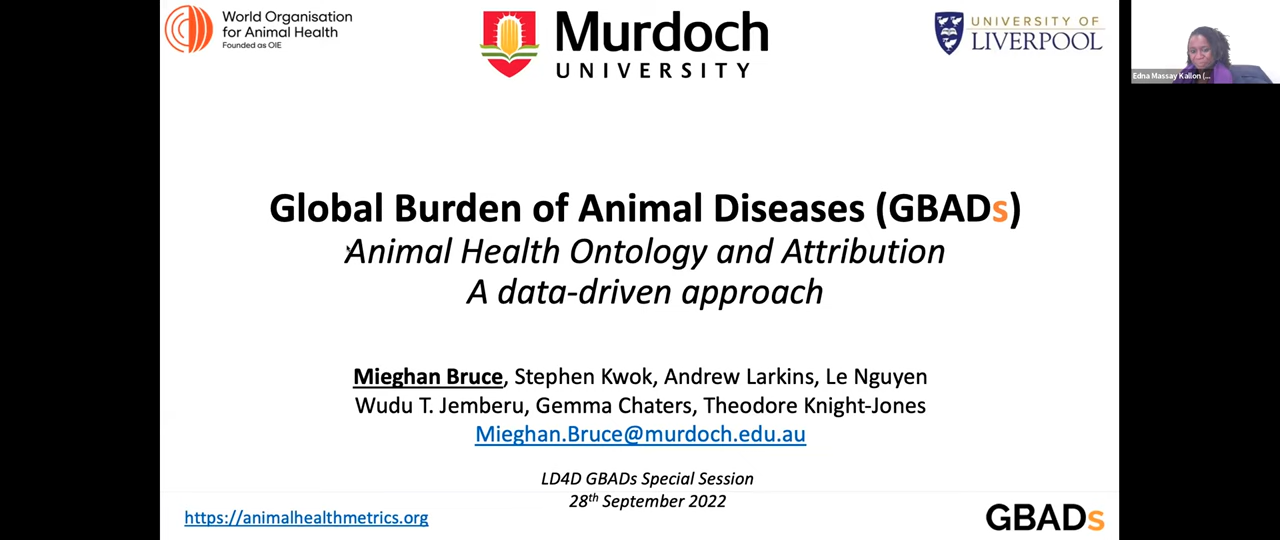 World Organisation
for Animal Health
Founded as OIE
Murdoch
UNIVERSITY
UNIVERSITY OF
LIVERPOOL
Edna Massay Kallon (...
Global Burden of Animal Diseases (GBADs)
Animal Health Ontology and Attribution
A data-driven approach
Mieghan Bruce, Stephen Kwok, Andrew Larkins, Le Nguyen
Wudu T. Jemberu, Gemma Chaters, Theodore Knight-Jones
Mieghan.Bruce@murdoch.edu.au
LD4D GBADs Special Session
28th September 2022
https://animalhealthmetrics.org
GBADs